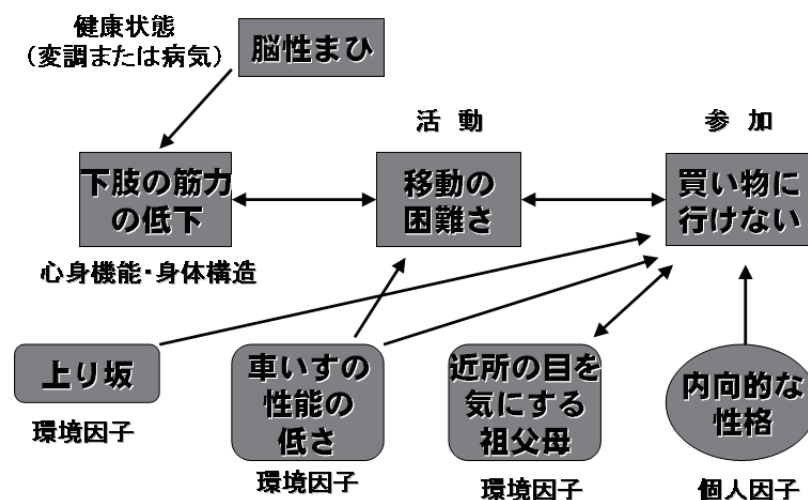 健康状態
（変調または病気）
脳性まひ
活 動
参 加
下肢の筋力
の低下
移動の
困難さ
買い物に
行けない
心身機能・身体構造
上り坂
環境因子
車いすの
性能の
低さ
環境因子
近所の目を
気にする
祖父母
環境因子
内向的な
性格
個人因子